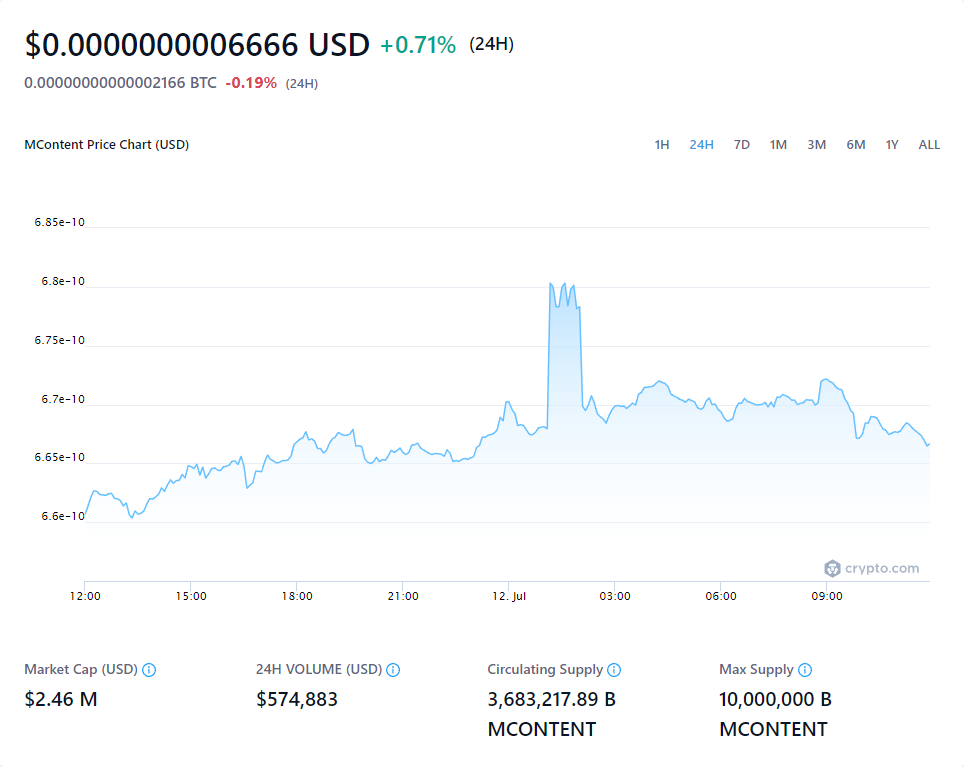 $0.0000000006666 USD +0.71% (24H)
0.00000000000002166 BTC -0.19% (24H)
MContent Price Chart (USD) 1H 24H 7D 1M 3M 6M 1Y ALL
6.85e-10
6.8e-10
6.75e-10
6.7e-10
6.65e-10
6.6e-10
crypto.com
12:00 15:00 18:00 21:00 12. Jul 03:00 06:00 09:00
Market Cap (USD) 24H VOLUME (USD) Circulating Supply Max Supply
$2.46 M $574,883 3,683,217.89 B 10,000,000 B
MCONTENT MCONTENT